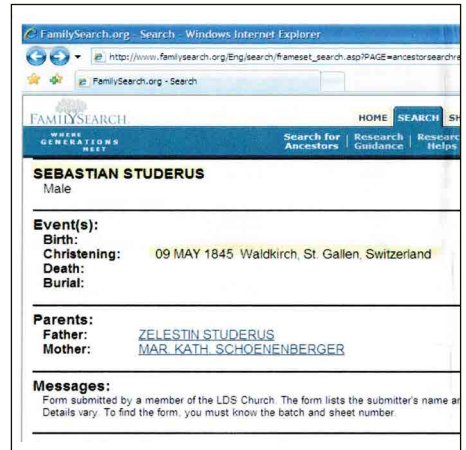 FamilySearch.org - Search - Windows Internet Explorer
http://www.familysearch.org/Eng/search/frameset_search.asp?PAGE=ancestorsearchre
FamilySearch.org - Search
FAMILYSEARCH.
HOME SEARCH SH
WHERE GENERATIONS MEET
Search for Ancestors Research Guidance Researc Helps
SEBASTIAN STUDERUS
Male
Event(s):
Birth:
Christening: 09 MAY 1845 Waldkirch, St. Gallen, Switzerland
Death:
Burial:
Parents:
Father: ZELESTIN STUDERUS
Mother: MAR. KATH. SCHOENENBERGER
Messages:
Form submitted by a member of the LDS Church. The form lists the submitter's name an
Details vary. To find the form, you must know the batch and sheet number.